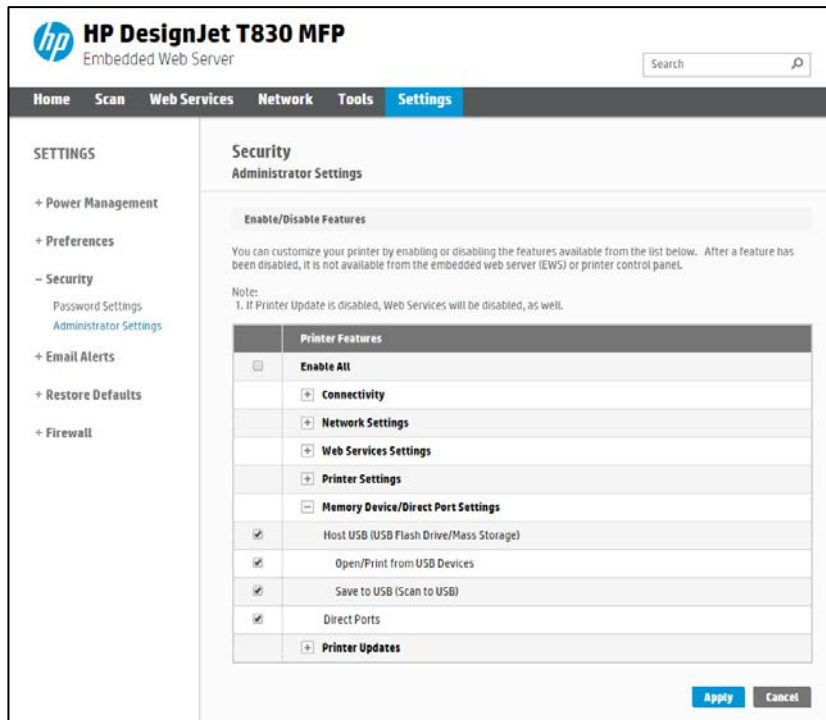 hp
HP DesignJet T830 MFP
Embedded Web Server
Search
Home Scan Web Services Network Tools Settings
SETTINGS
+ Power Management
+ Preferences
– Security
Password Settings
Administrator Settings
+ Email Alerts
+ Restore Defaults
+ Firewall
Security
Administrator Settings
Enable/Disable Features
You can customize your printer by enabling or disabling the features available from the list below. After a feature has
been disabled, it is not available from the embedded web server (EWS) or printer control panel.
Note:
1. If Printer Update is disabled, Web Services will be disabled, as well.
Printer Features
Enable All
+ Connectivity
+ Network Settings
+ Web Services Settings
+ Printer Settings
– Memory Device/Direct Port Settings
Host USB (USB Flash Drive/Mass Storage)
Open/Print from USB Devices
Save to USB (Scan to USB)
Direct Ports
+ Printer Updates
Apply Cancel